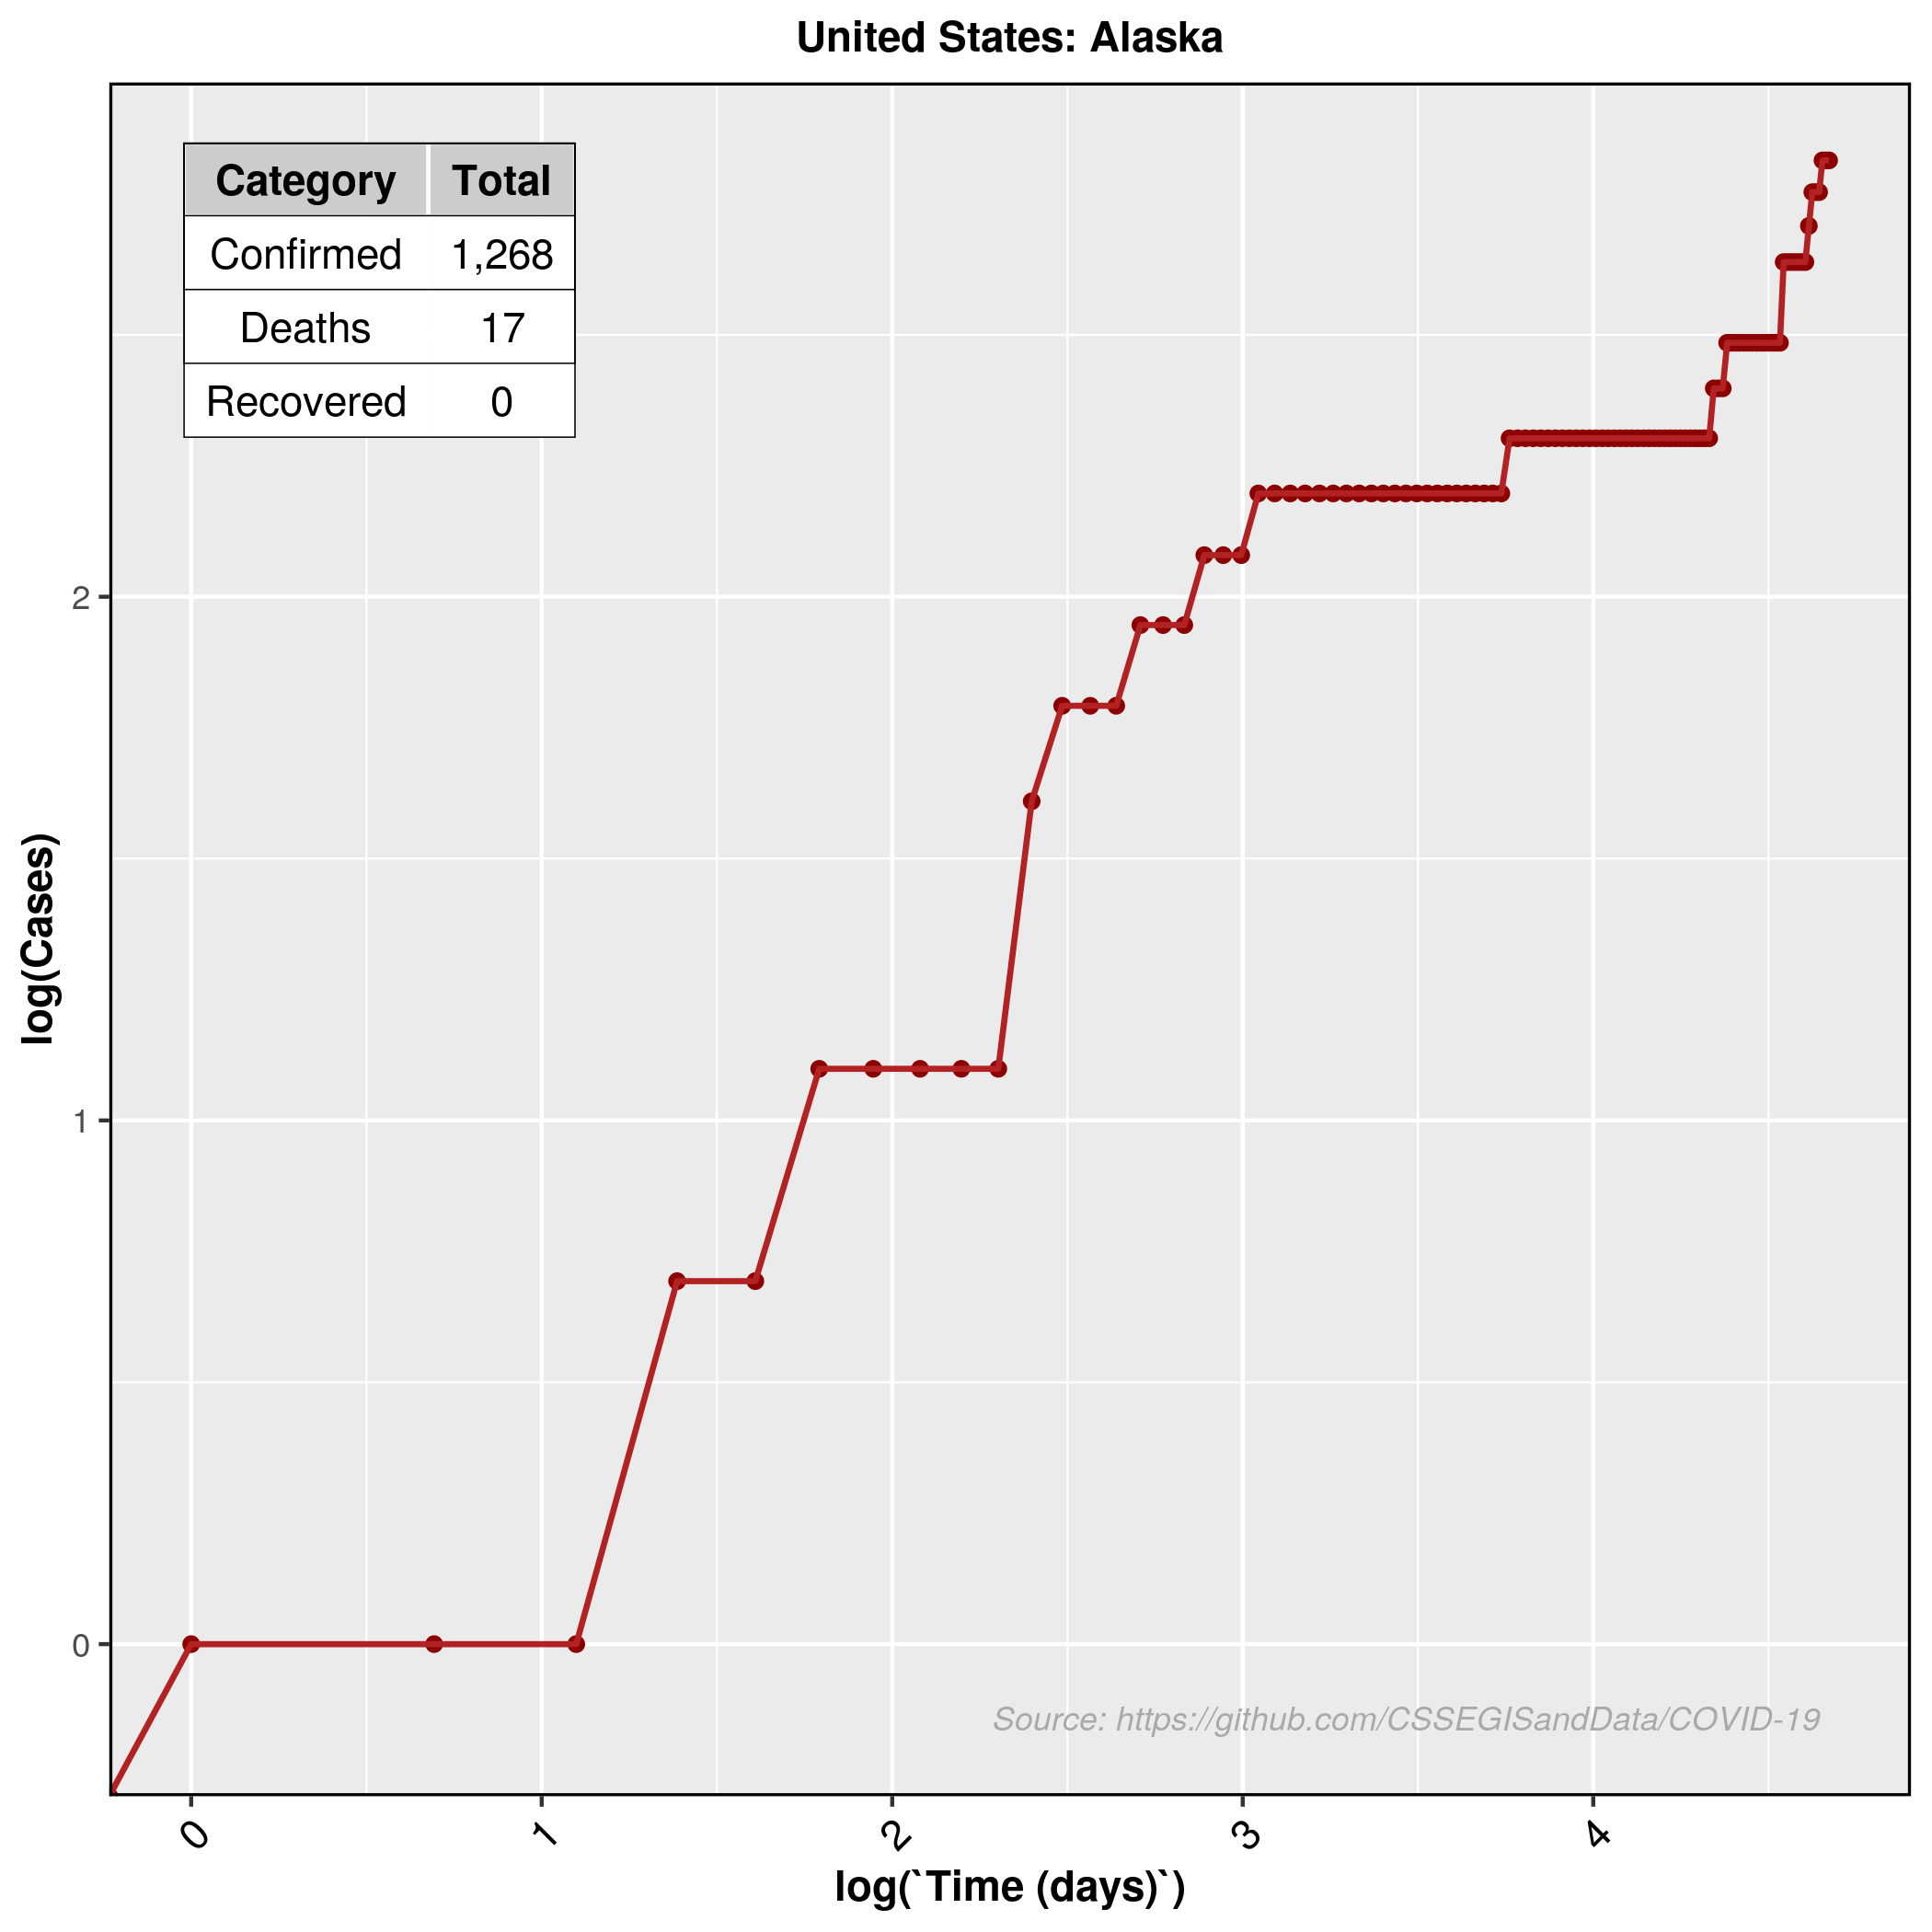 United States: Alaska
Category Total
Confirmed 1,268
Deaths 17
Recovered 0
log(Cases)
2
1
0
Source: https://github.com/CSSEGISandData/COVID-19
0 1 2 3 4
log(`Time (days)`)